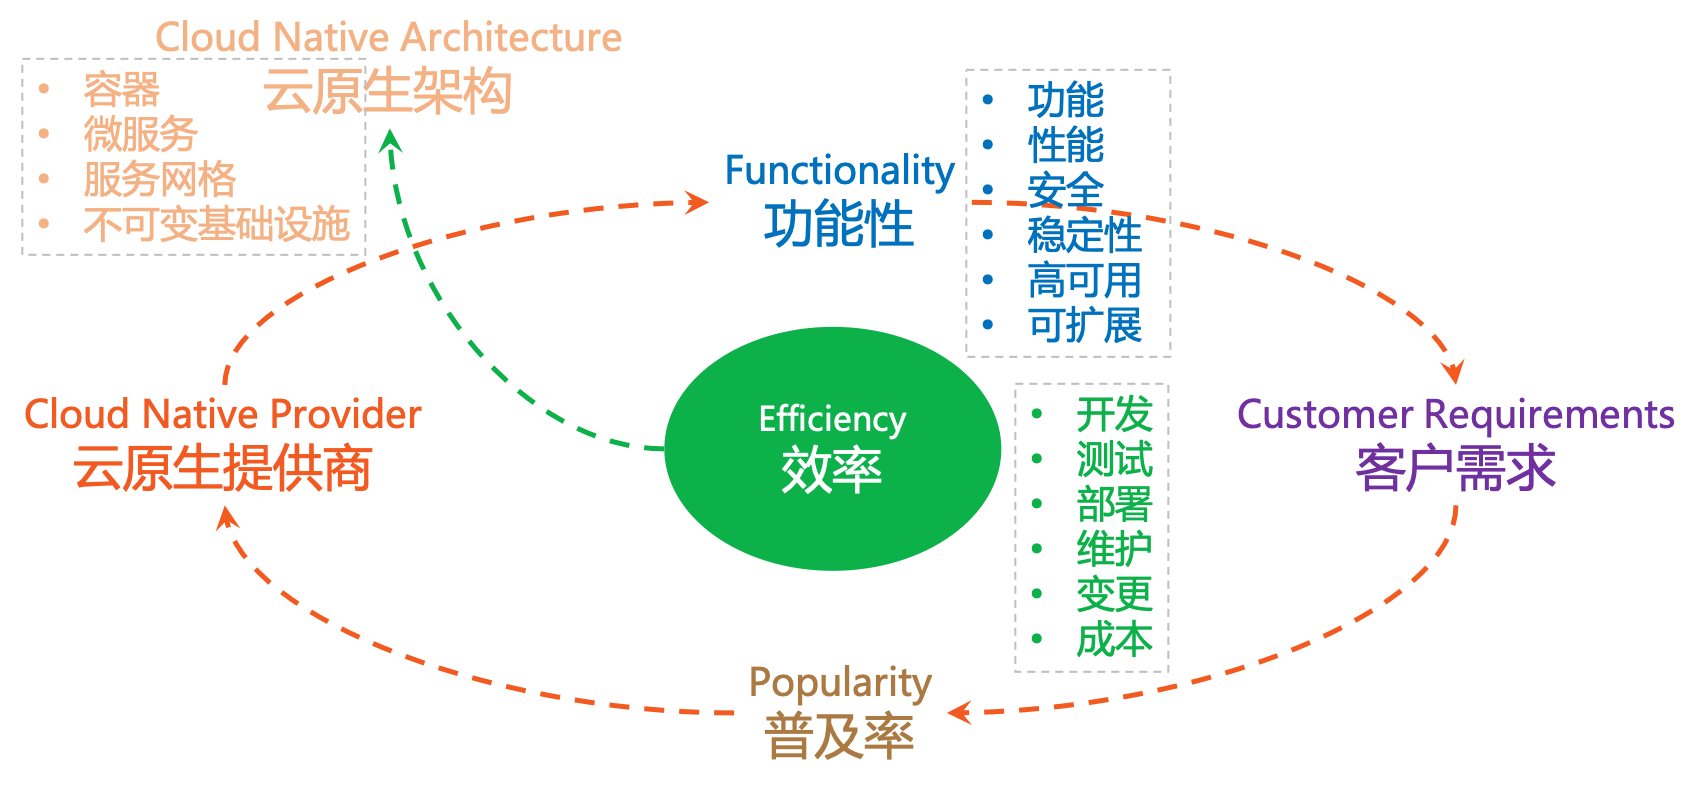 Cloud Native Architecture
云原生架构
• 容器
• 微服务
• 服务网格
• 不可变基础设施
Functionality
功能性
• 功能
• 性能
• 安全
• 稳定性
• 高可用
• 可扩展
Cloud Native Provider
云原生提供商
Efficiency
效率
• 开发
• 测试
• 部署
• 维护
• 变更
• 成本
Customer Requirements
客户需求
Popularity
普及率